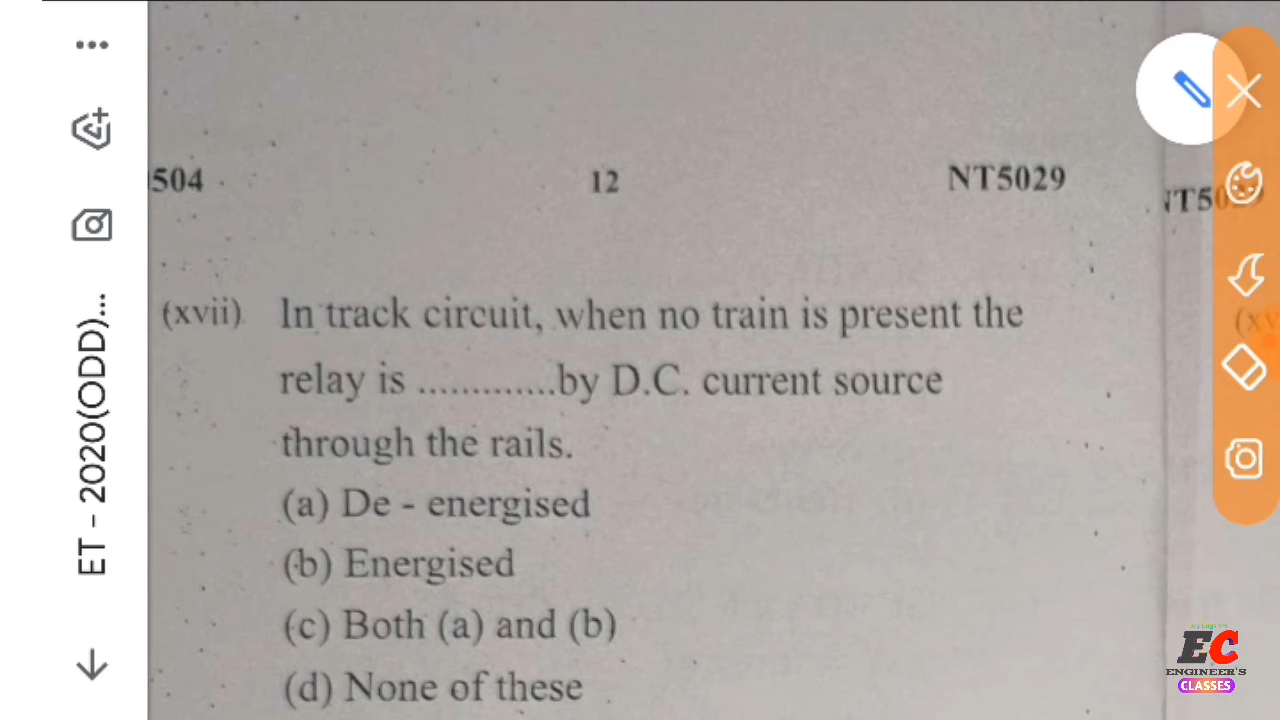 504
12
NT5029
(xvii) In track circuit, when no train is present the
relay is .............by D.C. current source
through the rails.
(a) De - energised
(b) Energised
(c) Both (a) and (b)
(d) None of these
ET - 2020(ODD)...
EC
ENGINEER'S
CLASSES